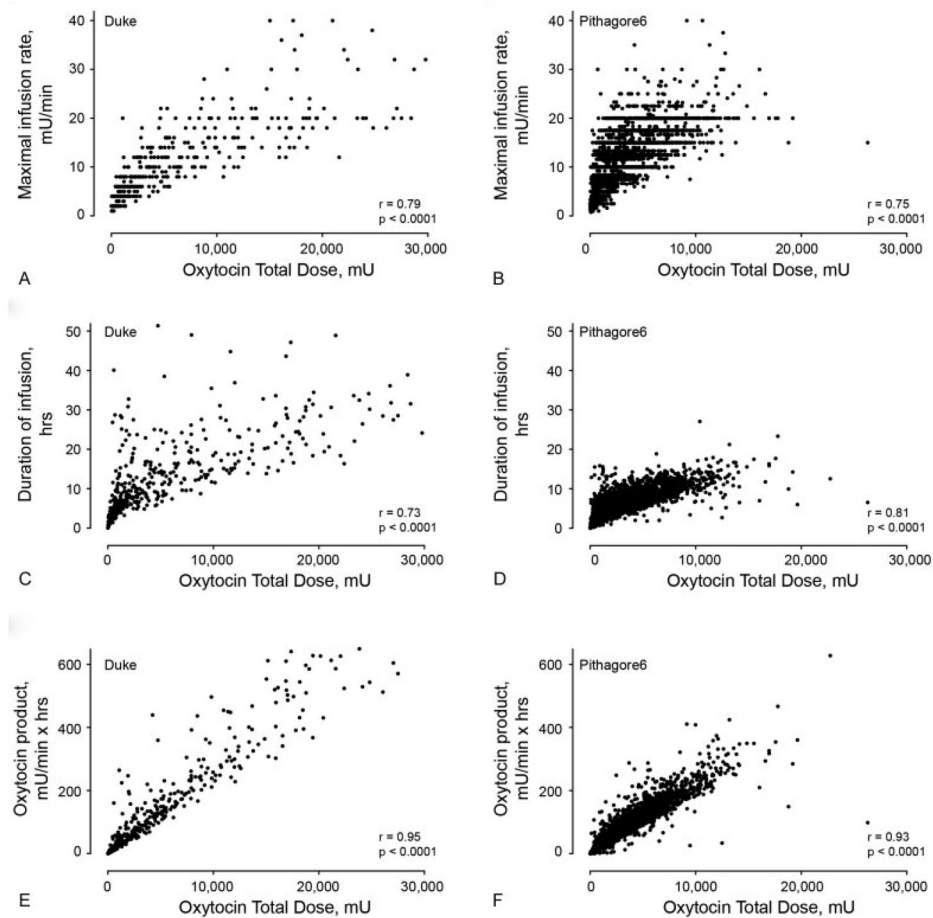 Duke
Maximal infusion rate,
mU/min
40
30
20
10
0
r = 0.79
p < 0.0001
0
10,000
20,000
30,000
Oxytocin Total Dose, mU
A
Pithagore6
Maximal infusion rate,
mU/min
40
30
20
10
0
r = 0.75
p < 0.0001
0
10,000
20,000
30,000
Oxytocin Total Dose, mU
B
Duke
Duration of infusion,
hrs
50
40
30
20
10
0
r = 0.73
p < 0.0001
0
10,000
20,000
30,000
Oxytocin Total Dose, mU
C
Pithagore6
Duration of infusion,
hrs
50
40
30
20
10
0
r = 0.81
p < 0.0001
0
10,000
20,000
30,000
Oxytocin Total Dose, mU
D
Duke
Oxytocin product,
mU/min x hrs
600
400
200
0
r = 0.95
p < 0.0001
0
10,000
20,000
30,000
Oxytocin Total Dose, mU
E
Pithagore6
Oxytocin product,
mU/min x hrs
600
400
200
0
r = 0.93
p < 0.0001
0
10,000
20,000
30,000
Oxytocin Total Dose, mU
F